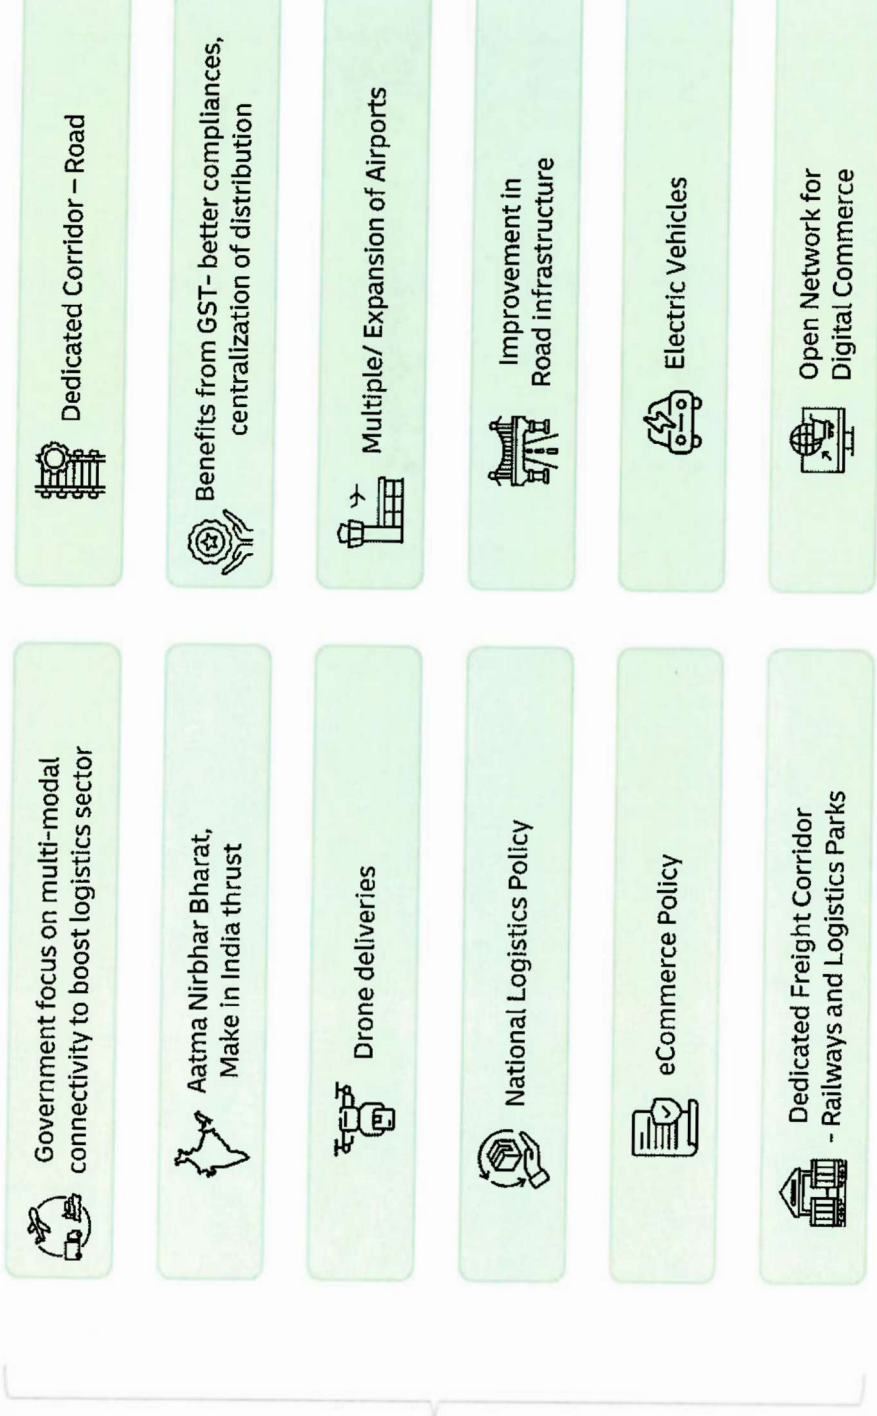 Government focus on multi-modal
connectivity to boost logistics sector
Dedicated Corridor – Road
Aatma Nirbhar Bharat,
Make in India thrust
Benefits from GST- better compliances,
centralization of distribution
Drone deliveries
Multiple/ Expansion of Airports
National Logistics Policy
Improvement in
Road infrastructure
eCommerce Policy
Electric Vehicles
Dedicated Freight Corridor
- Railways and Logistics Parks
Open Network for
Digital Commerce